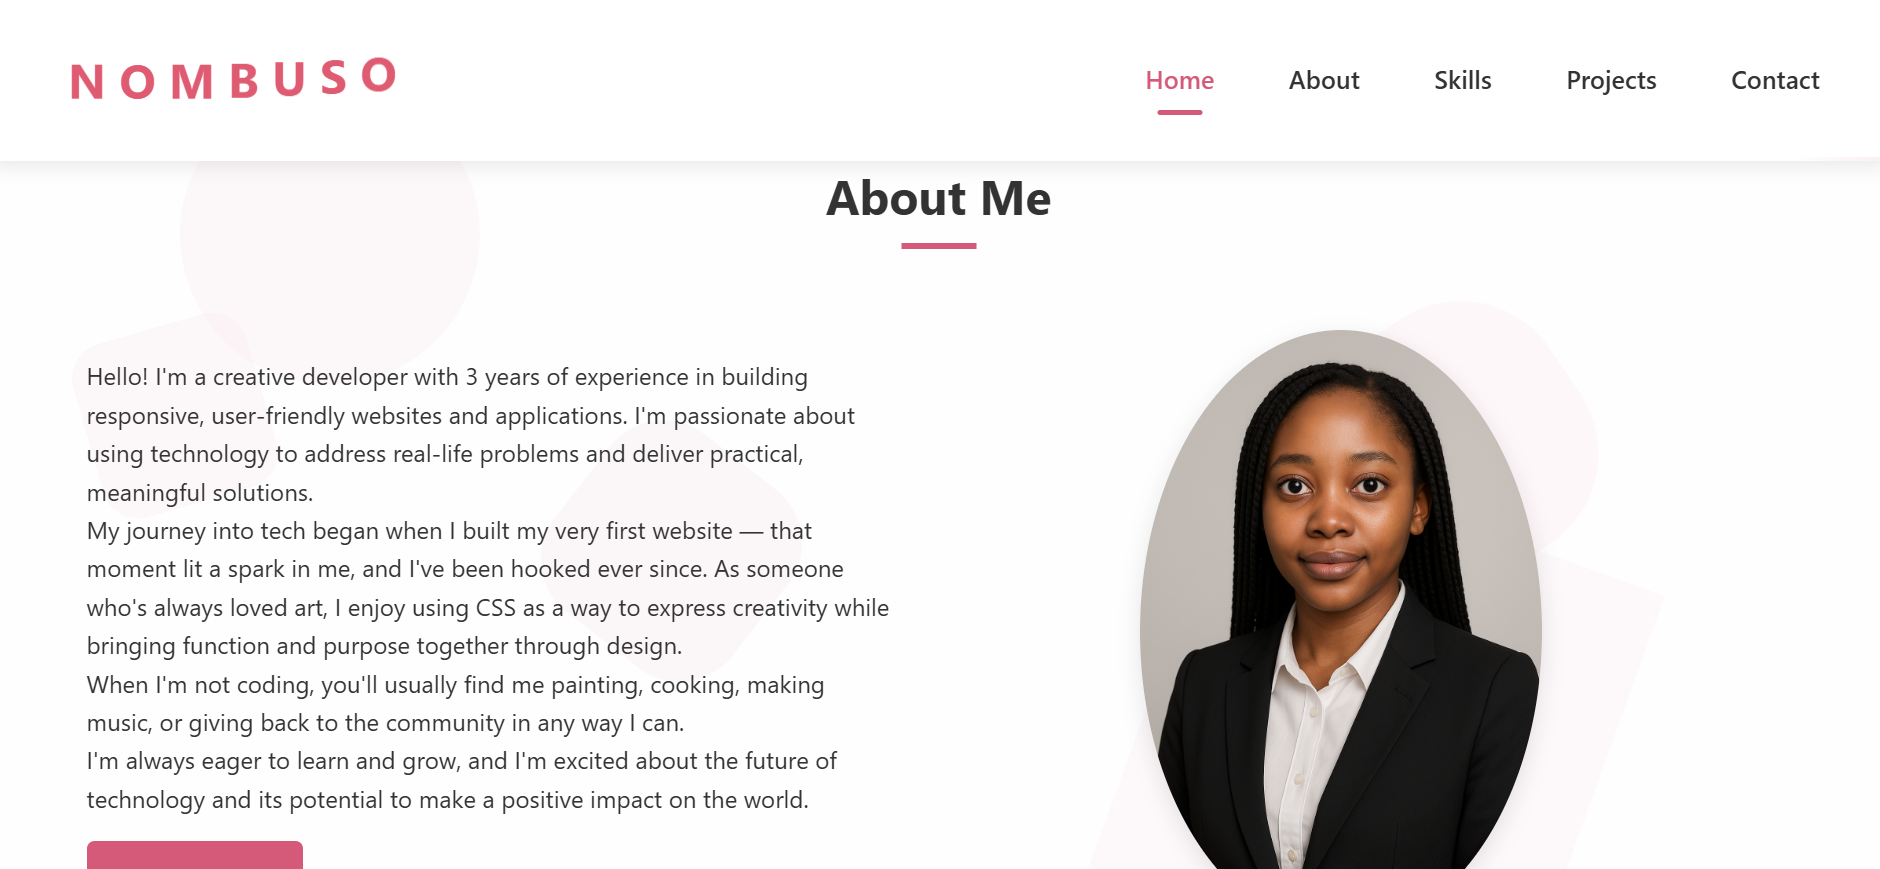 NOMBUSO
Home About Skills Projects Contact
About Me
Hello! I'm a creative developer with 3 years of experience in building
responsive, user-friendly websites and applications. I'm passionate about
using technology to address real-life problems and deliver practical,
meaningful solutions.
My journey into tech began when I built my very first website — that
moment lit a spark in me, and I've been hooked ever since. As someone
who's always loved art, I enjoy using CSS as a way to express creativity while
bringing function and purpose together through design.
When I'm not coding, you'll usually find me painting, cooking, making
music, or giving back to the community in any way I can.
I'm always eager to learn and grow, and I'm excited about the future of
technology and its potential to make a positive impact on the world.